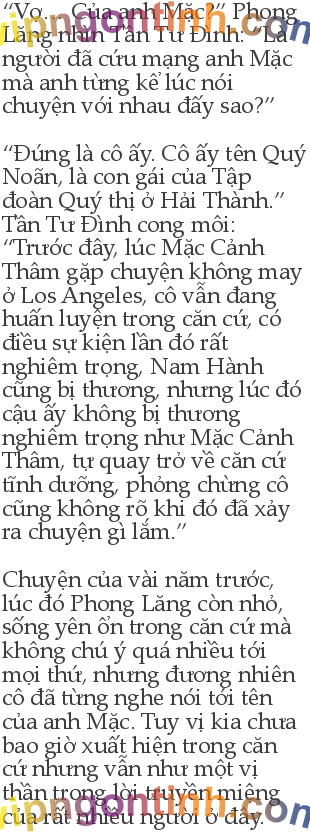 “Vợ... Của anh Mặc?” Phong
Lăng nhìn Tần Tư Đình: “Là
người đã cứu mạng anh Mặc
mà anh từng kể lúc nói
chuyện với nhau đấy sao?”
“Đúng là cô ấy. Cô ấy tên Quý
Noãn, là con gái của Tập
đoàn Quý thị ở Hải Thành.”
Tần Tư Đình cong môi:
“Trước đây, lúc Mặc Cảnh
Thâm gặp chuyện không may
ở Los Angeles, cô vẫn đang
huấn luyện trong căn cứ, có
điều sự kiện lần đó rất
nghiêm trọng, Nam Hành
cũng bị thương, nhưng lúc đó
cậu ấy không bị thương
nghiêm trọng như Mặc Cảnh
Thâm, tự quay trở về căn cứ
tĩnh dưỡng, phỏng chừng cô
cũng không rõ khi đó đã xảy
ra chuyện gì lắm.”
Chuyện của vài năm trước,
lúc đó Phong Lăng còn nhỏ,
sống yên ổn trong căn cứ mà
không chú ý quá nhiều tới
mọi thứ, nhưng đương nhiên
cô đã từng nghe nói tới tên
của anh Mặc. Tuy vị kia chưa
bao giờ xuất hiện trong căn
cứ nhưng vẫn như một vị
thần trong lời truyền miệng
của rất nhiều người ở đây.
vipngontinh.com
vipngontinh.com